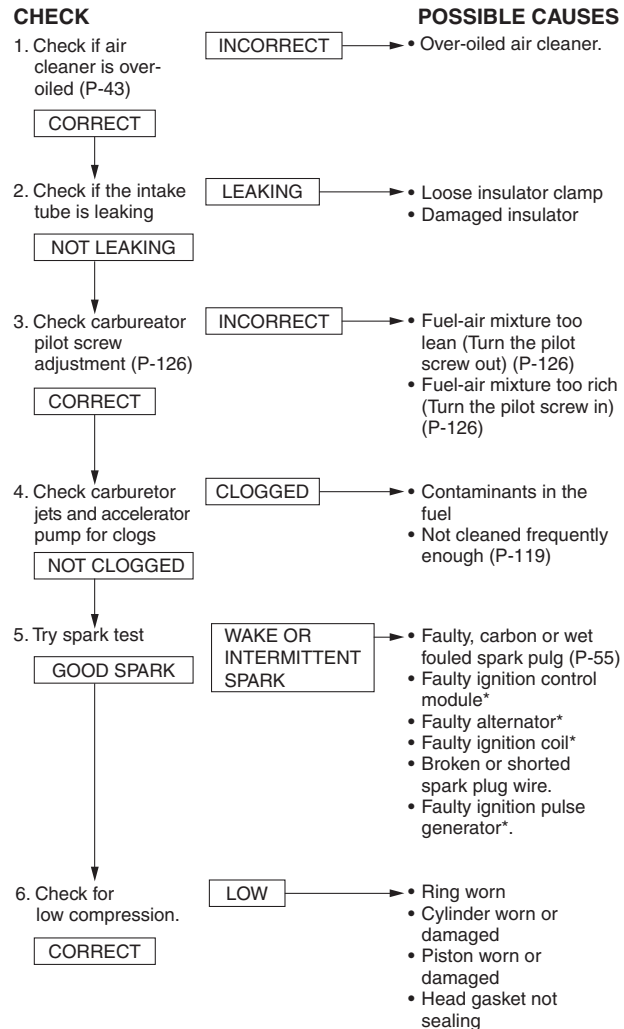 CHECK
POSSIBLE CAUSES
1. Check if air
cleaner is over-
oiled (P-43)
INCORRECT
• Over-oiled air cleaner.
CORRECT
2. Check if the intake
tube is leaking
LEAKING
• Loose insulator clamp
• Damaged insulator
NOT LEAKING
3. Check carbureator
pilot screw
adjustment (P-126)
INCORRECT
• Fuel-air mixture too
lean (Turn the pilot
screw out) (P-126)
• Fuel-air mixture too rich
(Turn the pilot screw in)
(P-126)
CORRECT
4. Check carburetor
jets and accelerator
pump for clogs
CLOGGED
• Contaminants in the
fuel
• Not cleaned frequently
enough (P-119)
NOT CLOGGED
5. Try spark test
WAKE OR
INTERMITTENT
SPARK
• Faulty, carbon or wet
fouled spark pulg (P-55)
• Faulty ignition control
module*
• Faulty alternator*
• Faulty ignition coil*
• Broken or shorted
spark plug wire.
• Faulty ignition pulse
generator*.
GOOD SPARK
6. Check for
low compression.
LOW
• Ring worn
• Cylinder worn or
damaged
• Piston worn or
damaged
• Head gasket not
sealing
CORRECT